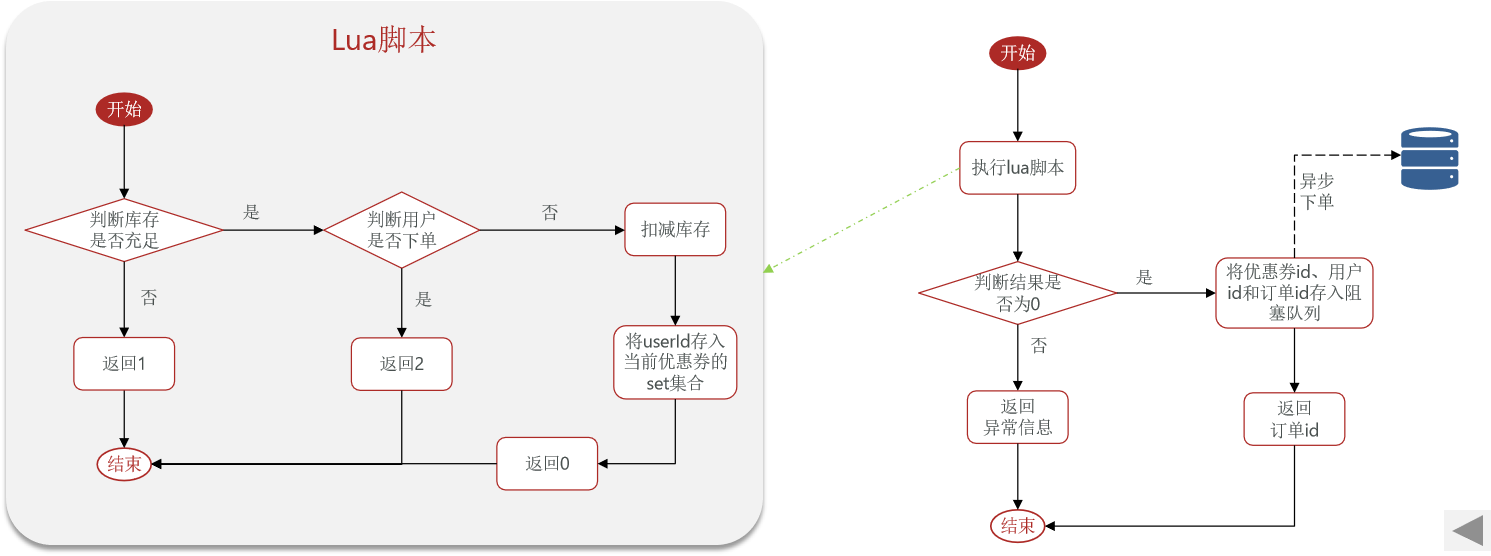 Lua脚本
开始
判断库存
是否充足
是
判断用户
是否下单
否
扣减库存
否
是
返回1
返回2
将userId存入
当前优惠券的
set集合
返回0
结束
开始
执行lua脚本
判断结果是
否为0
是
将优惠券id、用户
id和订单id存入阻
塞队列
异步
下单
否
返回
异常信息
返回
订单id
结束